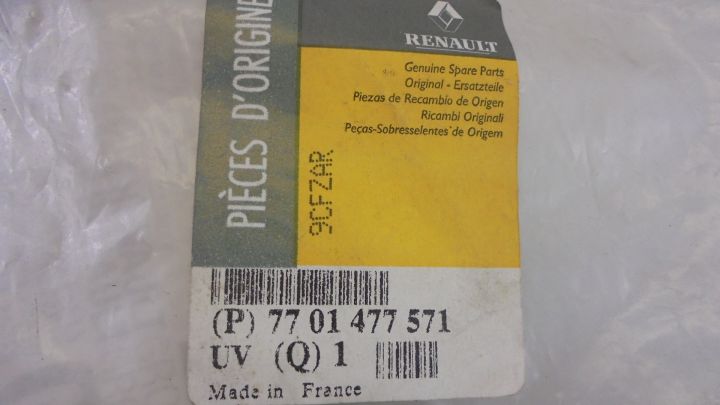 PIÈCES D'ORIGINE
RENAULT
Genuine Spare Parts
Original - Ersatzteile
Piezas de Recambio de Origen
Ricambi Originali
Peças-Sobresselentes de Origem
9CFZAR
(P) 77 01 477 571
UV (Q) 1
Made in France